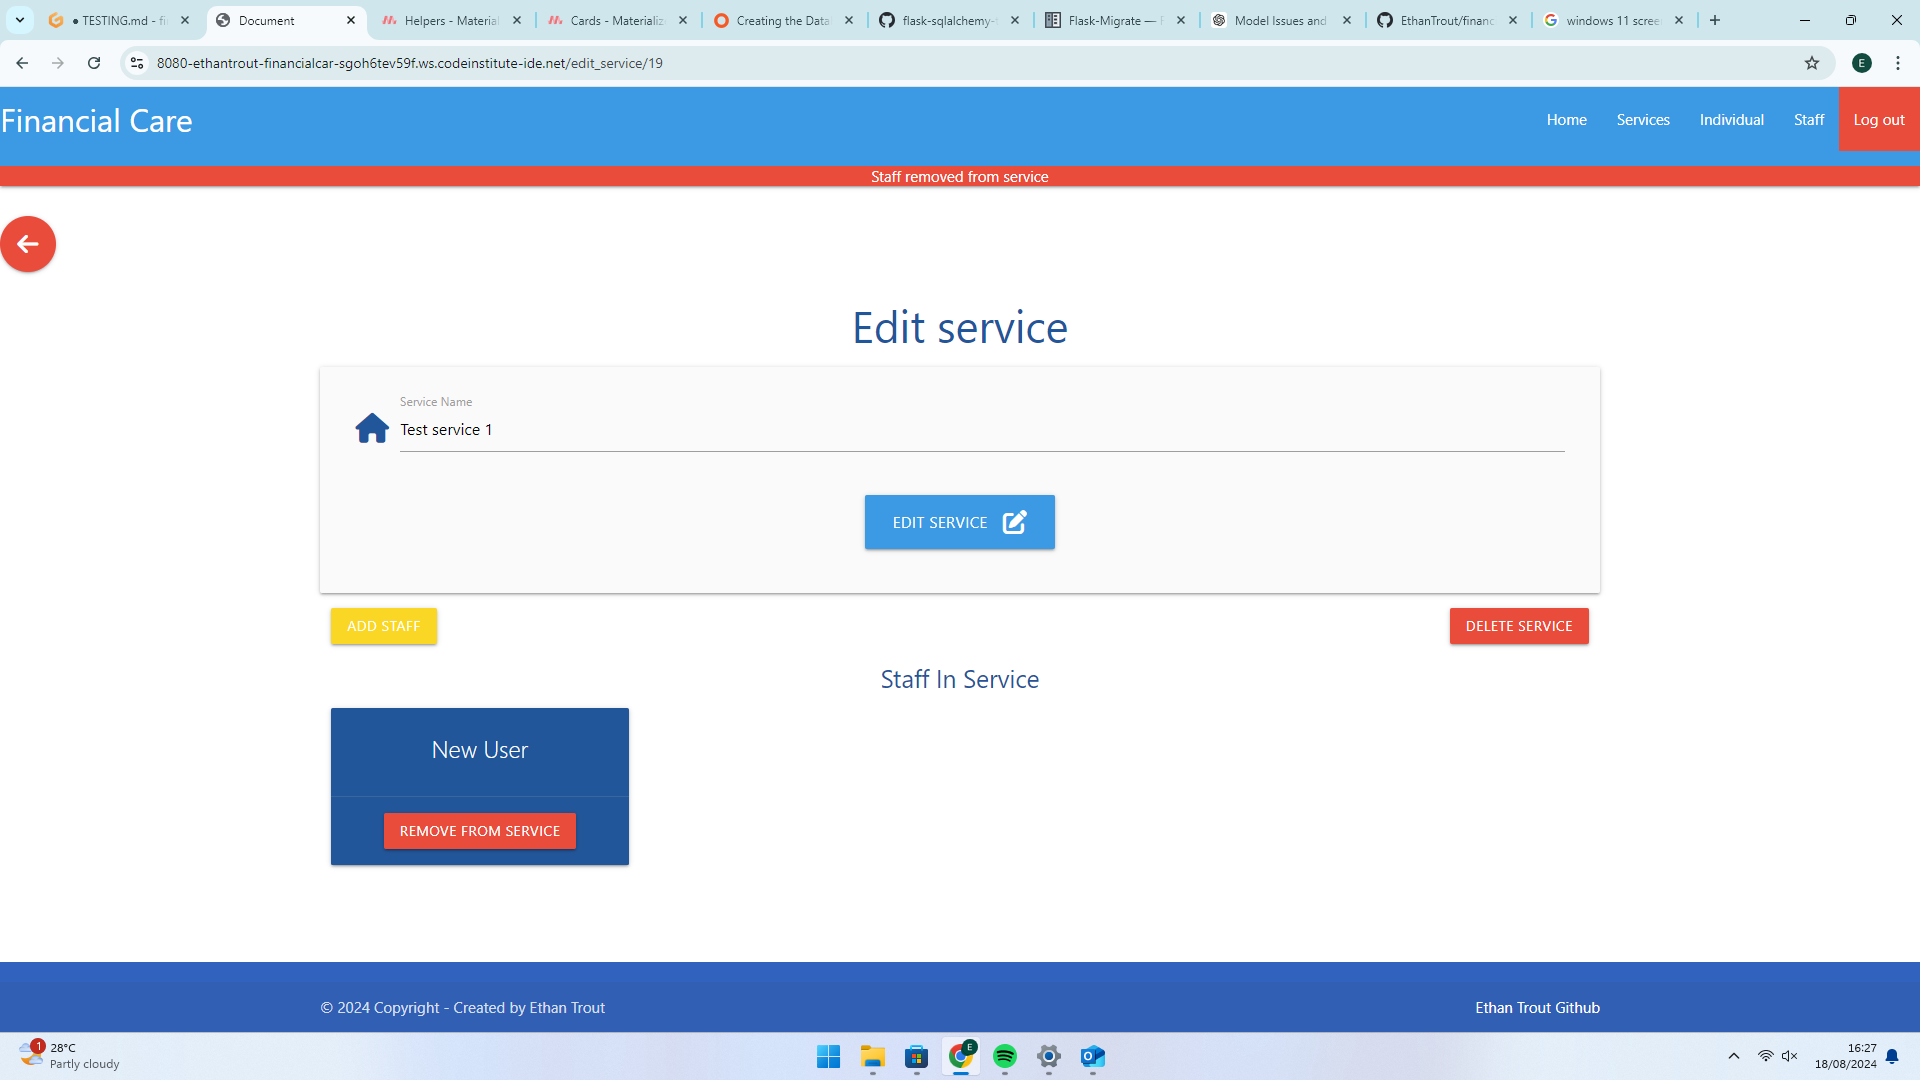 TESTING.md - fi
Document
Helpers - Material
Cards - Materialize
Creating the Data
flask-sqlalchemy-
Flask-Migrate —
Model Issues and
EthanTrout/financ
windows 11 scree
8080-ethantrout-financialcar-sgoh6tev59f.ws.codeinstitute-ide.net/edit_service/19
E
Financial Care
Home
Services
Individual
Staff
Log out
Staff removed from service
Edit service
Service Name
Test service 1
EDIT SERVICE
ADD STAFF
DELETE SERVICE
Staff In Service
New User
REMOVE FROM SERVICE
© 2024 Copyright - Created by Ethan Trout
Ethan Trout Github
1
28°C
Partly cloudy
E
16:27
18/08/2024